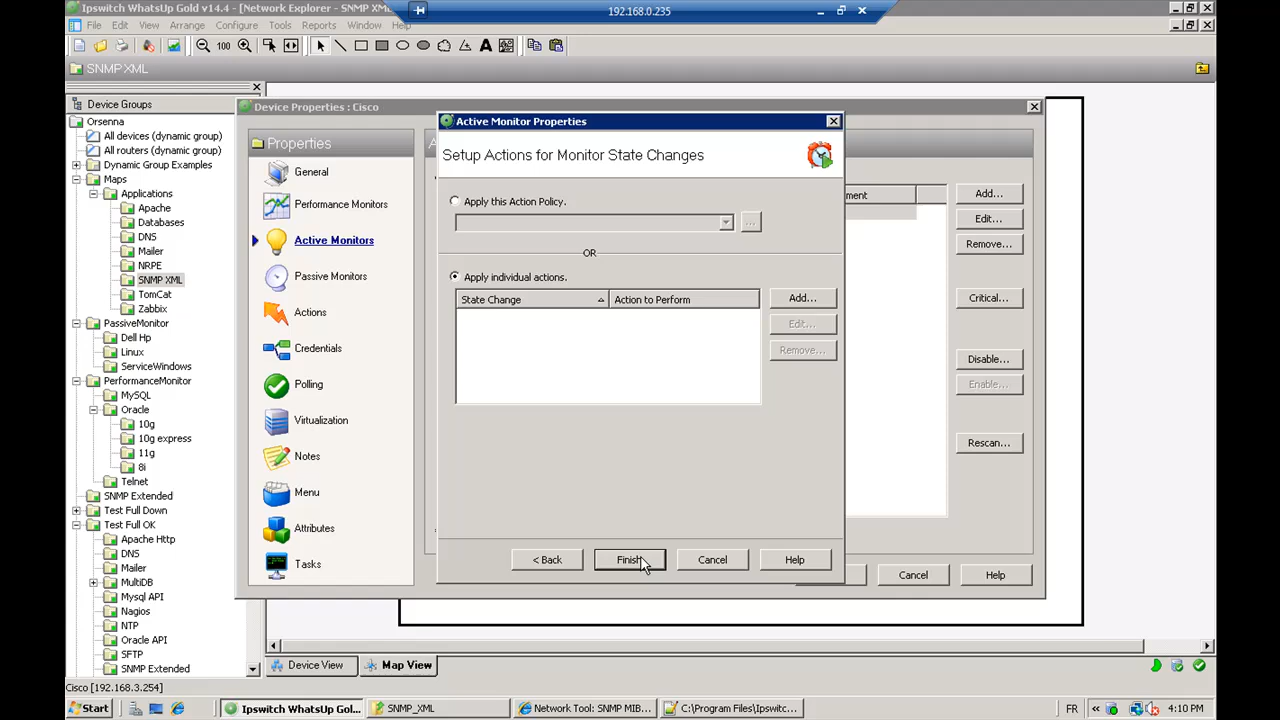 Ipswitch WhatsUp Gold v14.4 - [Network Explorer - SNMP XML
192.168.0.235
File Edit View Insert Arrange Configure Tools Reports Window Help
100
SNMP XML
Device Groups
Orsenna
All devices (dynamic group)
All routers (dynamic group)
Dynamic Group Examples
Maps
Applications
Apache
Databases
DNS
Mailer
NRPE
SNMP XML
TomCat
Zabbix
PassiveMonitor
Dell Hp
Linux
ServiceWindows
PerformanceMonitor
MySQL
Oracle
10g
10g express
11g
8i
Telnet
SNMP Extended
Test Full Down
Test Full OK
Apache Http
DNS
Mailer
MultiDB
Mysql API
Nagios
NTP
Oracle API
SFTP
SNMP Extended
Device Properties : Cisco
Properties
General
Performance Monitors
Active Monitors
Passive Monitors
Actions
Credentials
Polling
Virtualization
Notes
Menu
Attributes
Tasks
Active Monitor Properties
Setup Actions for Monitor State Changes
Apply this Action Policy.
...
OR
Apply individual actions.
State Change Action to Perform
Add...
Edit...
Remove...
< Back Finish Cancel Help
ment
Add...
Edit...
Remove...
Critical...
Disable...
Enable...
Rescan...
Cancel Help
Device View Map View
Cisco [192.168.3.254]
Start Ipswitch WhatsUp Gol... SNMP_XML Network Tool: SNMP MIB... C:\Program Files\Ipswitc... FR « 4:10 PM